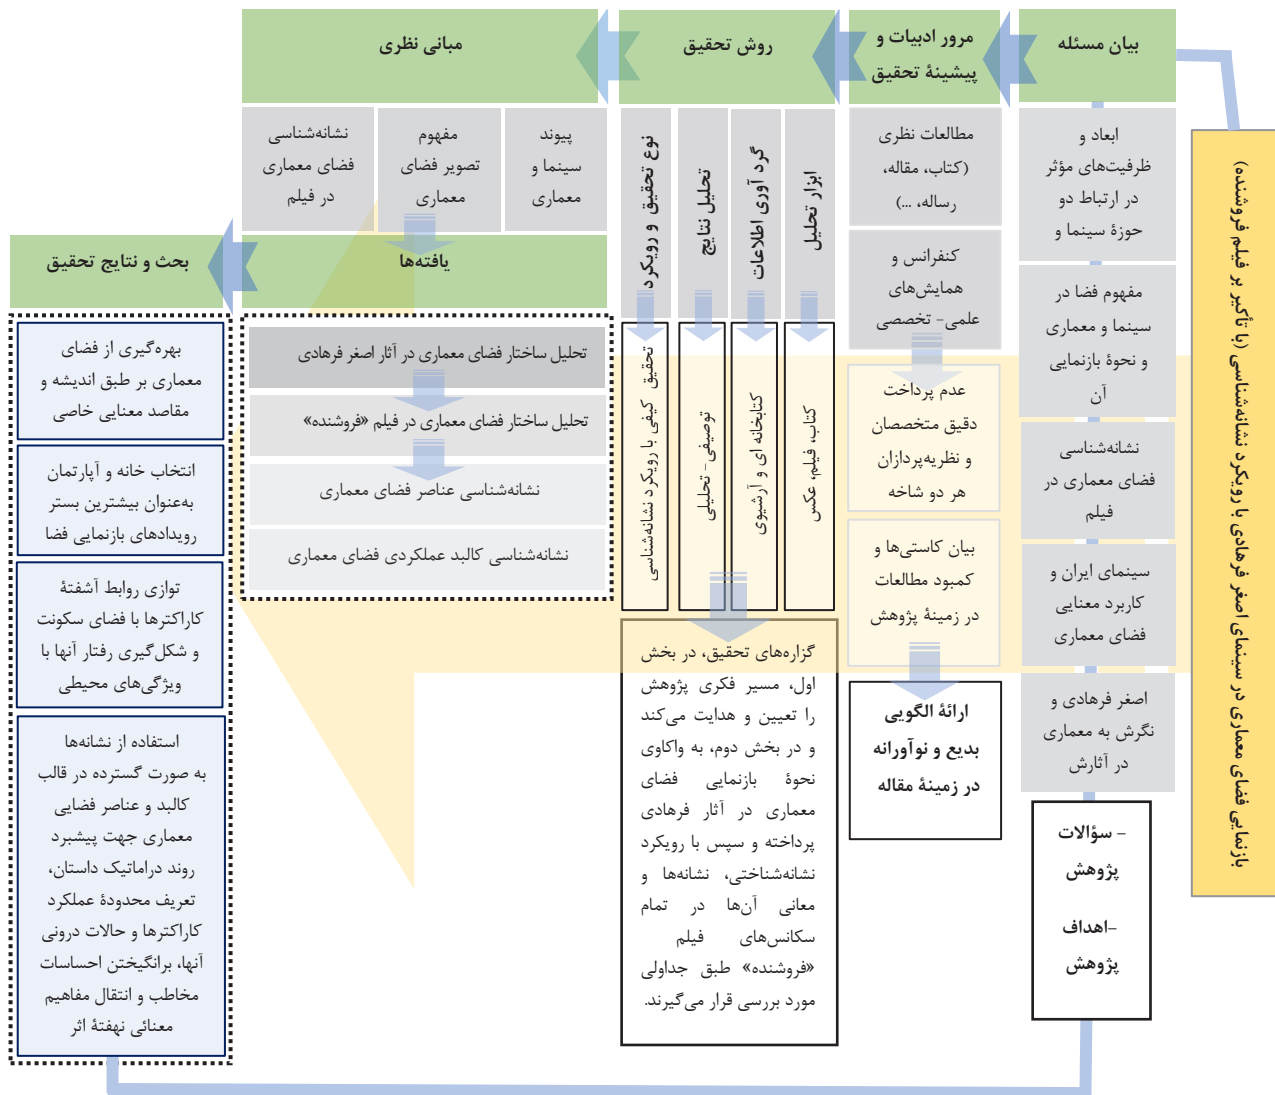 بازنمایی فضای معماری در سینمای اصغر فرهادی با رویکرد نشانه‌شناسی (با تأکید بر فیلم فروشنده)
بیان مسئله
ابعاد و
ظرفیت‌های مؤثر
در ارتباط دو
حوزهٔ سینما و
مفهوم فضا در
سینما و معماری
و نحوهٔ بازنمایی
آن
نشانه‌شناسی
فضای معماری در
فیلم
سینمای ایران و
کاربرد معنایی
فضای معماری
اصغر فرهادی و
نگرش به معماری
در آثارش
- سؤالات
پژوهش
-اهداف
پژوهش
مرور ادبیات و
پیشینهٔ تحقیق
مطالعات نظری
(کتاب، مقاله،
رساله، ...)
کنفرانس و
همایش‌های
علمی- تخصصی
عدم پرداخت
دقیق متخصصان
و نظریه‌پردازان
هر دو شاخه
بیان کاستی‌ها و
کمبود مطالعات
در زمینهٔ پژوهش
ارائهٔ الگویی
بدیع و نوآورانه
در زمینهٔ مقاله
روش تحقیق
ابزار تحلیل
کتاب، فیلم، عکس
گرد آوری اطلاعات
کتابخانه ای و آرشیوی
تحلیل نتایج
توصیفی- تحلیلی
نوع تحقیق و رویکرد
تحقیق کیفی با رویکرد نشانه‌شناسی
گزاره‌های تحقیق، در بخش
اول، مسیر فکری پژوهش
را تعیین و هدایت می‌کند
و در بخش دوم، به واکاوی
نحوهٔ بازنمایی فضای
معماری در آثار فرهادی
پرداخته و سپس با رویکرد
نشانه‌شناختی، نشانه‌ها و
معانی آن‌ها در تمام
سکانس‌های فیلم
«فروشنده» طبق جداولی
مورد بررسی قرار می‌گیرند.
مبانی نظری
پیوند
سینما و
معماری
مفهوم
تصویر فضای
معماری
نشانه‌شناسی
فضای معماری
در فیلم
یافته‌ها
تحلیل ساختار فضای معماری در آثار اصغر فرهادی
تحلیل ساختار فضای معماری در فیلم «فروشنده»
نشانه‌شناسی عناصر فضای معماری
نشانه‌شناسی کالبد عملکردی فضای معماری
بحث و نتایج تحقیق
بهره‌گیری از فضای
معماری بر طبق اندیشه و
مقاصد معنایی خاصی
انتخاب خانه و آپارتمان
به‌عنوان بیشترین بستر
رویدادهای بازنمایی فضا
توازی روابط آشفتهٔ
کاراکترها با فضای سکونت
و شکل‌گیری رفتار آنها با
ویژگی‌های محیطی
استفاده از نشانه‌ها
به صورت گسترده در قالب
کالبد و عناصر فضایی
معماری جهت پیشبرد
روند دراماتیک داستان،
تعریف محدودهٔ عملکرد
کاراکترها و حالات درونی
آنها، برانگیختن احساسات
مخاطب و انتقال مفاهیم
معنائی نهفتهٔ اثر